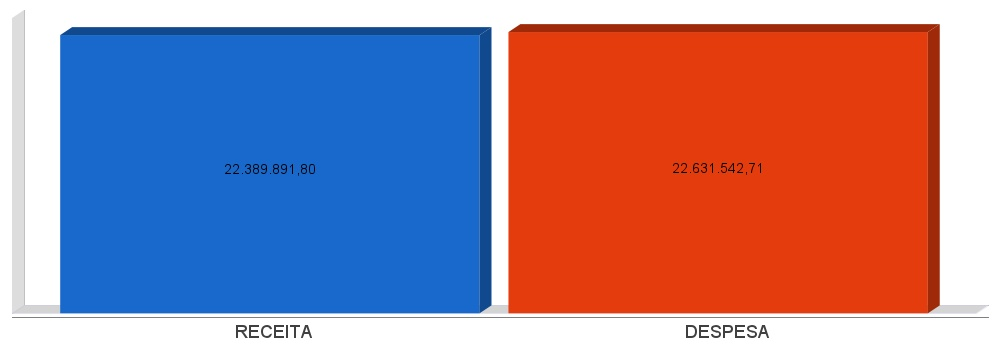 22.389.891,80
22.631.542,71
RECEITA
DESPESA